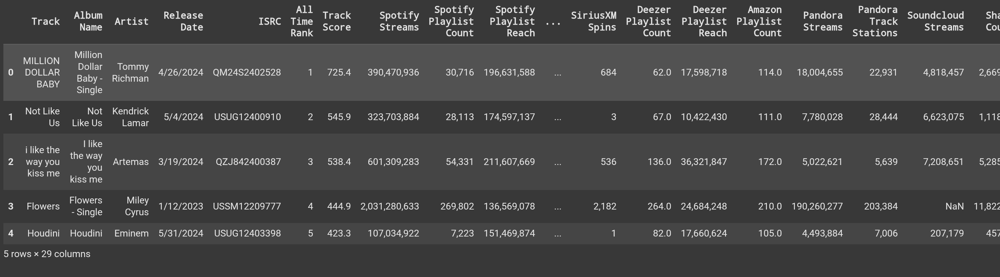 Track Album Name Artist Release Date ISRC All Time Rank Track Score Spotify Streams Spotify Playlist Count Spotify Playlist Reach ... SiriusXM Spins Deezer Playlist Count Deezer Playlist Reach Amazon Playlist Count Pandora Streams Pandora Track Stations Soundcloud Streams
0 MILLION DOLLAR BABY Million Dollar Baby - Single Tommy Richman 4/26/2024 QM24S2402528 1 725.4 390,470,936 30,716 196,631,588 ... 684 62.0 17,598,718 114.0 18,004,655 22,931 4,818,457 2,669
1 Not Like Us Not Like Us Kendrick Lamar 5/4/2024 USUG12400910 2 545.9 323,703,884 28,113 174,597,137 ... 3 67.0 10,422,430 111.0 7,780,028 28,444 6,623,075 1,118
2 i like the way you kiss me I like the way you kiss me Artemas 3/19/2024 QZJ842400387 3 538.4 601,309,283 54,331 211,607,669 ... 536 136.0 36,321,847 172.0 5,022,621 5,639 7,208,651 5,285
3 Flowers Flowers - Single Miley Cyrus 1/12/2023 USSM12209777 4 444.9 2,031,280,633 269,802 136,569,078 ... 2,182 264.0 24,684,248 210.0 190,260,277 203,384 NaN 11,822
4 Houdini Houdini Eminem 5/31/2024 USUG12403398 5 423.3 107,034,922 7,223 151,469,874 ... 1 82.0 17,660,624 105.0 4,493,884 7,006 207,179 457
5 rows × 29 columns